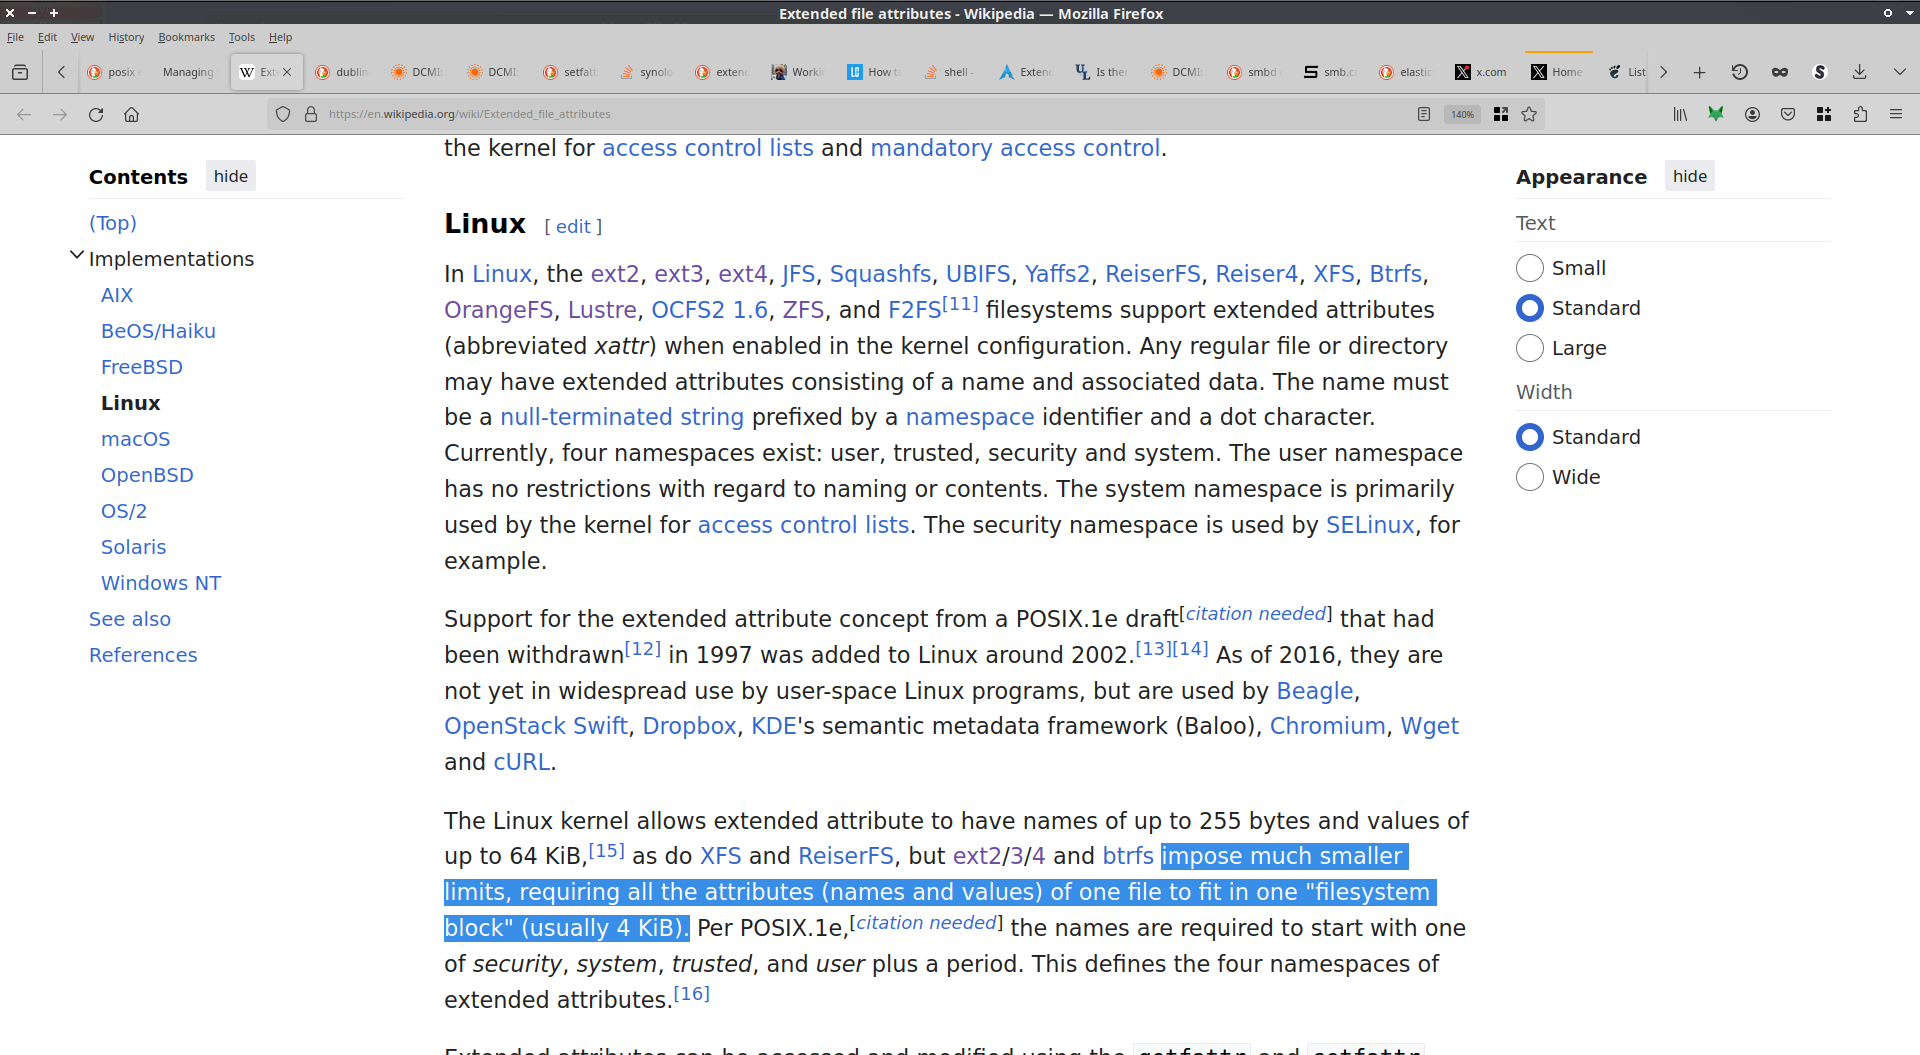 Extended file attributes - Wikipedia — Mozilla Firefox
File Edit View History Bookmarks Tools Help
posix Managing Ext dublin DCMI: DCMI: setfatt synolo exten Worki How t shell - Extend Is ther DCMI: smbd smb.c elastic x.com Home List
https://en.wikipedia.org/wiki/Extended_file_attributes 140%
the kernel for access control lists and mandatory access control.
Contents hide
(Top)
Implementations
AIX
BeOS/Haiku
FreeBSD
Linux
macOS
OpenBSD
OS/2
Solaris
Windows NT
See also
References
Linux [ edit ]
In Linux, the ext2, ext3, ext4, JFS, Squashfs, UBIFS, Yaffs2, ReiserFS, Reiser4, XFS, Btrfs,
OrangeFS, Lustre, OCFS2 1.6, ZFS, and F2FS[11] filesystems support extended attributes
(abbreviated xattr) when enabled in the kernel configuration. Any regular file or directory
may have extended attributes consisting of a name and associated data. The name must
be a null-terminated string prefixed by a namespace identifier and a dot character.
Currently, four namespaces exist: user, trusted, security and system. The user namespace
has no restrictions with regard to naming or contents. The system namespace is primarily
used by the kernel for access control lists. The security namespace is used by SELinux, for
example.
Support for the extended attribute concept from a POSIX.1e draft[citation needed] that had
been withdrawn[12] in 1997 was added to Linux around 2002.[13][14] As of 2016, they are
not yet in widespread use by user-space Linux programs, but are used by Beagle,
OpenStack Swift, Dropbox, KDE's semantic metadata framework (Baloo), Chromium, Wget
and cURL.
The Linux kernel allows extended attribute to have names of up to 255 bytes and values of
up to 64 KiB,[15] as do XFS and ReiserFS, but ext2/3/4 and btrfs impose much smaller
limits, requiring all the attributes (names and values) of one file to fit in one "filesystem
block" (usually 4 KiB). Per POSIX.1e,[citation needed] the names are required to start with one
of security, system, trusted, and user plus a period. This defines the four namespaces of
extended attributes.[16]
Extended attributes can be accessed and modified using the getfattr and setfattr
Appearance hide
Text
Small
Standard
Large
Width
Standard
Wide